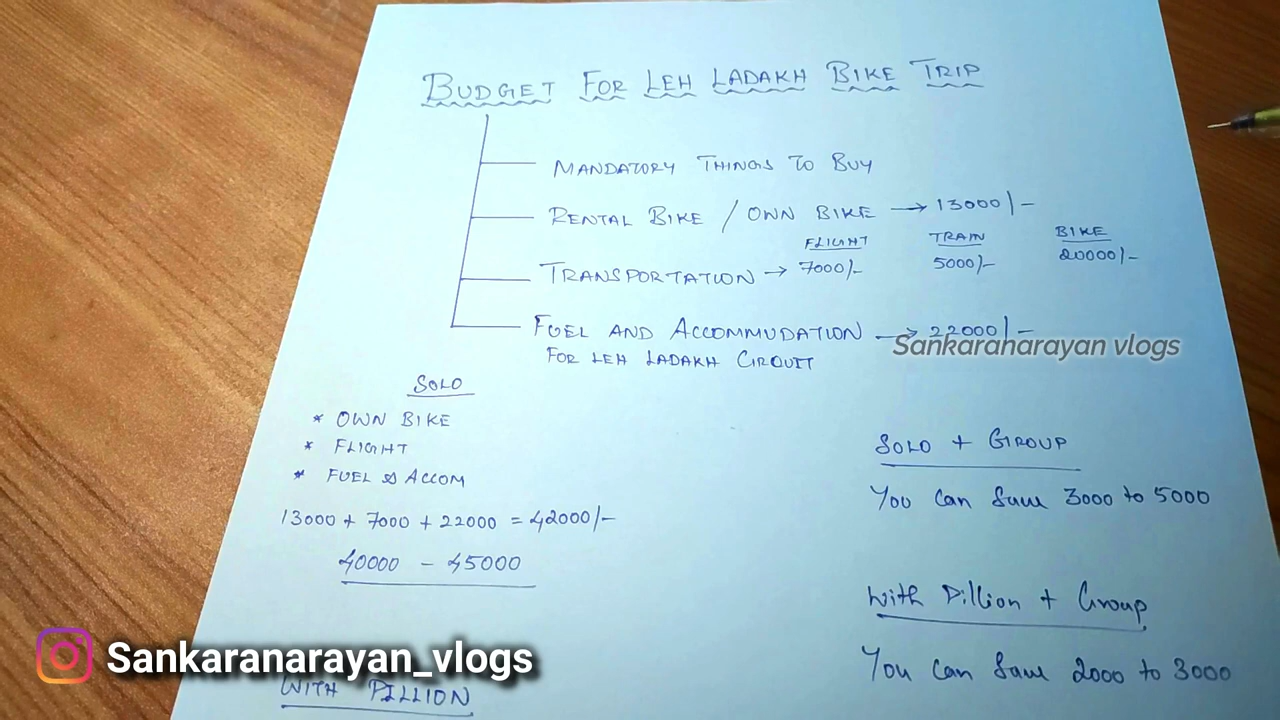 BUDGET FOR LEH LADAKH BIKE TRIP
MANDATORY THINGS TO BUY
RENTAL BIKE / OWN BIKE → 13000/-
FLIGHT TRAIN BIKE
TRANSPORTATION → 7000/- 5000/- 20000/-
FUEL AND ACCOMMUDATION → 22000/-
FOR LEH LADAKH CIRCUIT
Sankaranarayan vlogs
SOLO
* OWN BIKE
* FLIGHT
* FUEL & ACCOM
13000 + 7000 + 22000 = 42000/-
40000 - 45000
SOLO + GROUP
You can save 3000 to 5000
With Pillion + Group
You can save 2000 to 3000
Sankaranarayan_vlogs
WITH PILLION